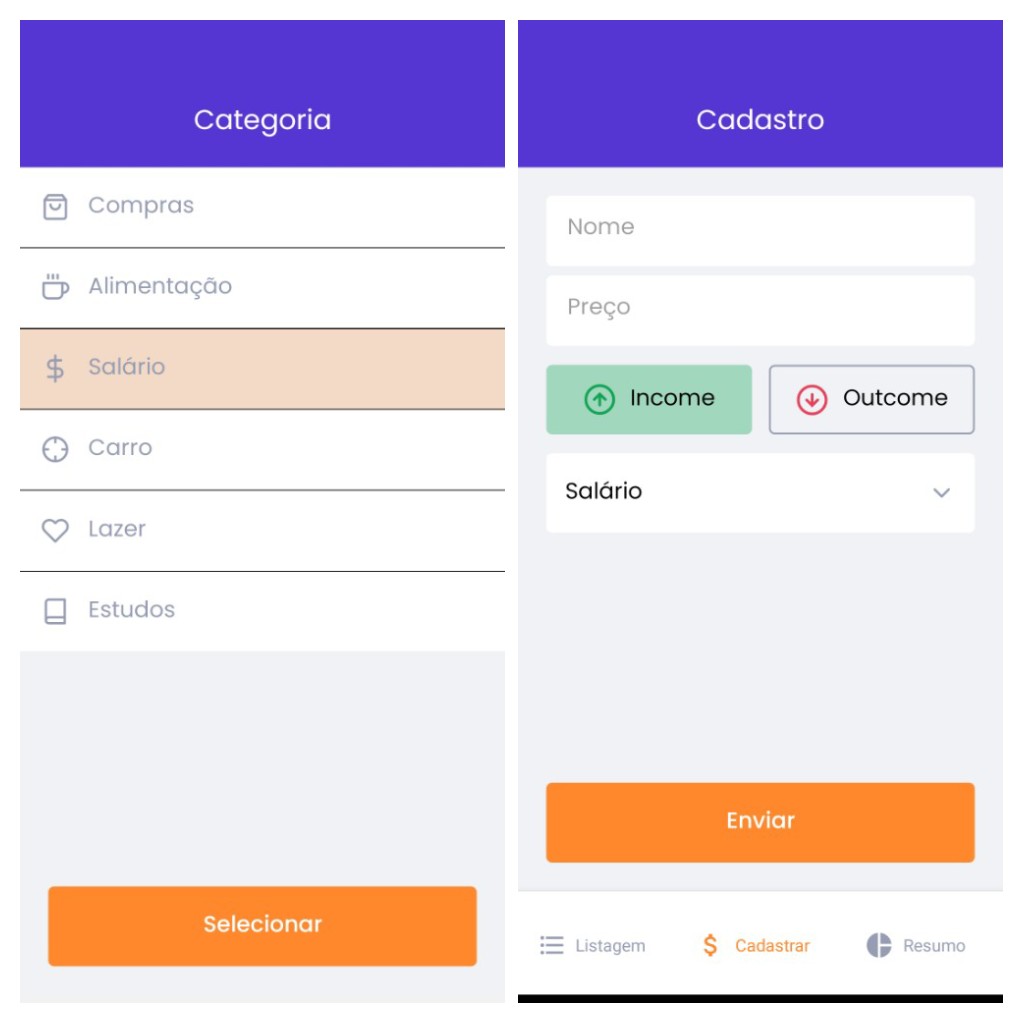 Categoria
Compras
Alimentação
Salário
Carro
Lazer
Estudos
Selecionar
Cadastro
Nome
Preço
Income Outcome
Salário
Enviar
Listagem Cadastrar Resumo